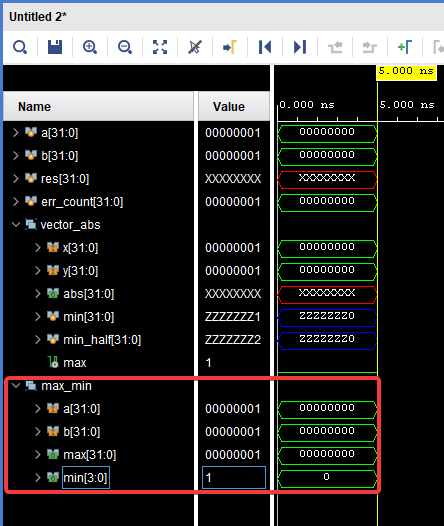 Untitled 2*
5.000 ns
0.000 ns 5.000 ns
Name Value
a[31:0] 00000001 00000000
b[31:0] 00000001 00000000
res[31:0] XXXXXXXX XXXXXXXX
err_count[31:0] 00000001 00000000
vector_abs
x[31:0] 00000001 00000000
y[31:0] 00000001 00000000
abs[31:0] XXXXXXXX XXXXXXXX
min[31:0] ZZZZZZZ1 ZZZZZZZ0
min_half[31:0] ZZZZZZZ2 ZZZZZZZ0
max 1
max_min
a[31:0] 00000001 00000000
b[31:0] 00000001 00000000
max[31:0] 00000001 00000000
min[3:0] 1 0